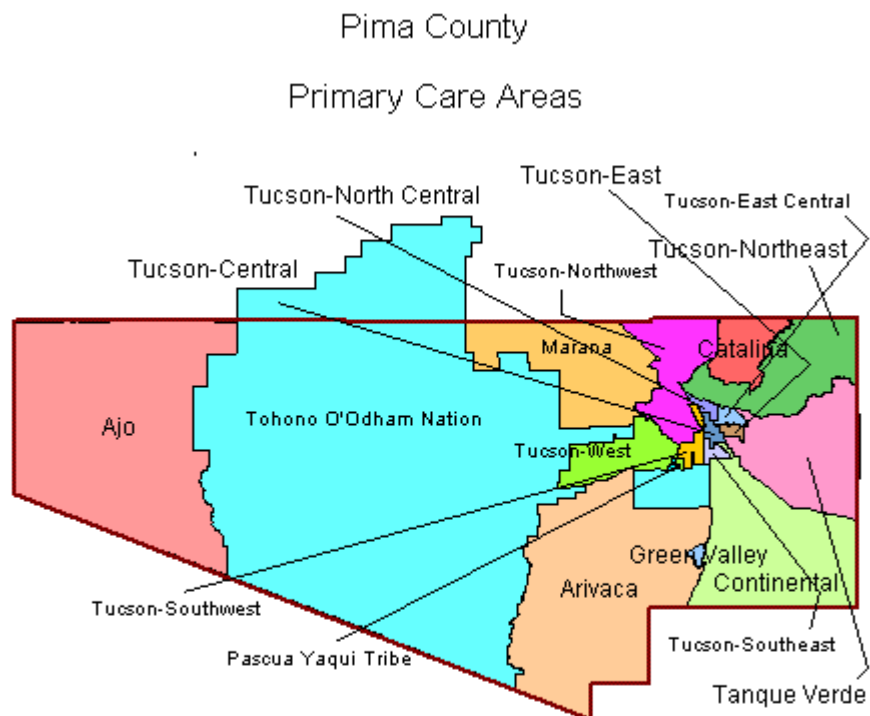 Pima County
Primary Care Areas
Tucson-East
Tucson-North Central
Tucson-East Central
Tucson-Northeast
Tucson-Central
Tucson-Northwest
Marana
Catalina
Ajo
Tohono O'Odham Nation
Tucson-West
Green Valley
Arivaca
Continental
Tucson-Southwest
Tucson-Southeast
Pascua Yaqui Tribe
Tanque Verde